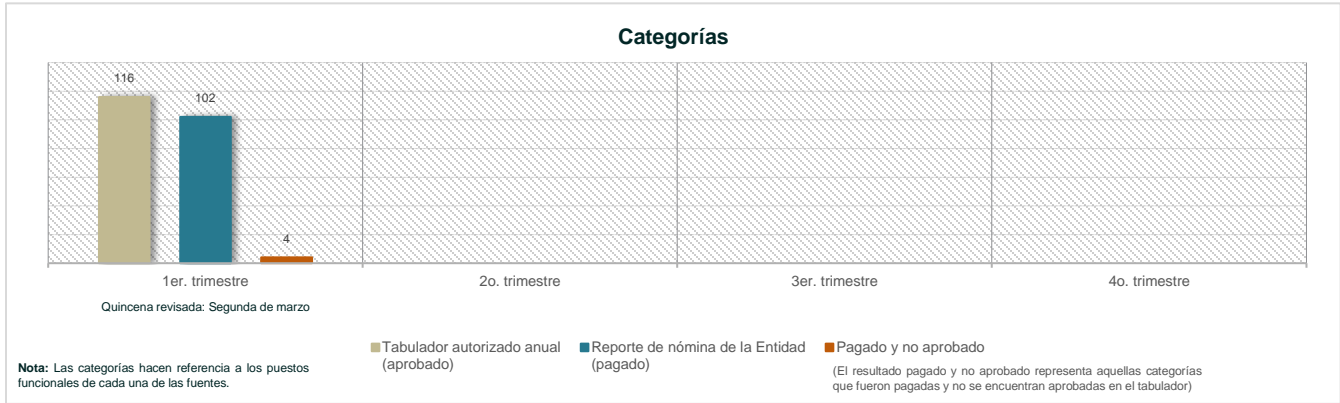 Categorías
116
102
4
1er. trimestre
2o. trimestre
3er. trimestre
4o. trimestre
Quincena revisada: Segunda de marzo
Tabulador autorizado anual
(aprobado)
Reporte de nómina de la Entidad
(pagado)
Pagado y no aprobado
(El resultado pagado y no aprobado representa aquellas categorías
que fueron pagadas y no se encuentran aprobadas en el tabulador)
Nota: Las categorías hacen referencia a los puestos
funcionales de cada una de las fuentes.